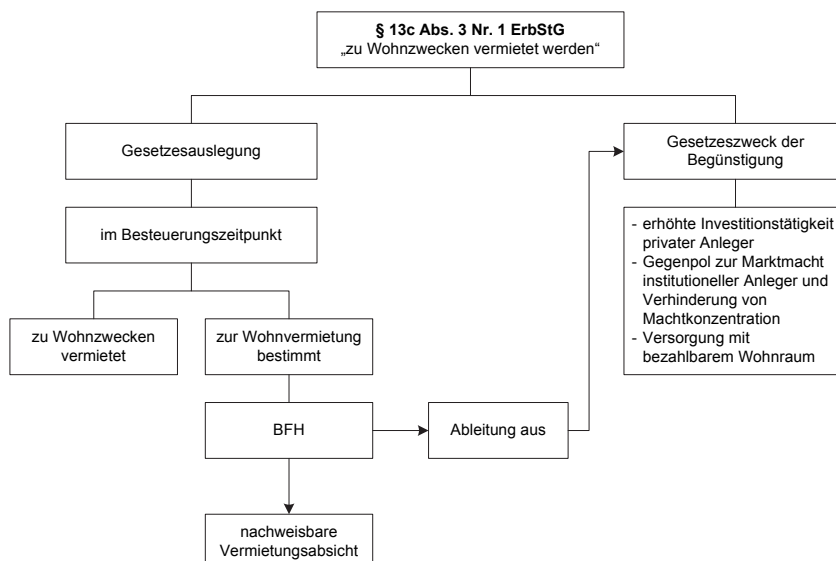 § 13c Abs. 3 Nr. 1 ErbStG
„zu Wohnzwecken vermietet werden“
Gesetzesauslegung
Gesetzeszweck der
Begünstigung
im Besteuerungszeitpunkt
- erhöhte Investitionstätigkeit
privater Anleger
- Gegenpol zur Marktmacht
institutioneller Anleger und
Verhinderung von
Machtkonzentration
- Versorgung mit
bezahlbarem Wohnraum
zu Wohnzwecken
vermietet
zur Wohnvermietung
bestimmt
BFH
Ableitung aus
nachweisbare
Vermietungsabsicht